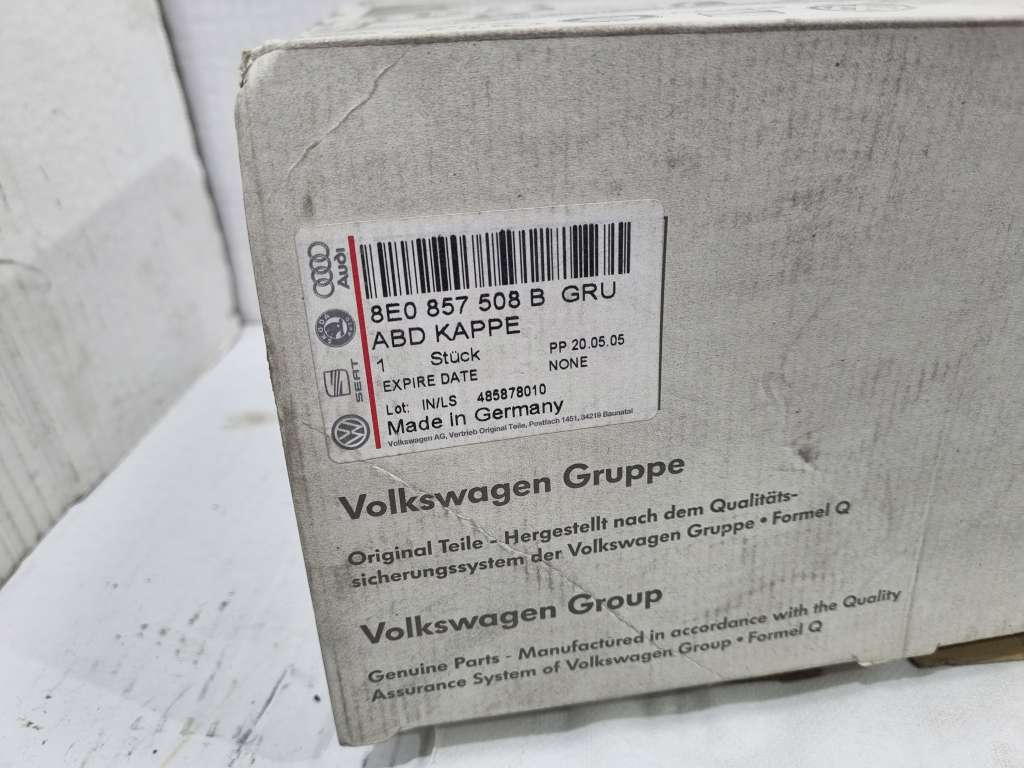 Audi
SKODA
SEAT
8E0 857 508 B GRU
ABD KAPPE
1 Stück PP 20.05.05
EXPIRE DATE NONE
Lot: IN/LS 485878010
Made in Germany
Volkswagen AG, Vertrieb Original Teile, Postfach 1451, 34219 Baunatal
Volkswagen Gruppe
Original Teile - Hergestellt nach dem Qualitäts-
sicherungssystem der Volkswagen Gruppe • Formel Q
Volkswagen Group
Genuine Parts - Manufactured in accordance with the Quality
Assurance System of Volkswagen Group • Formel Q